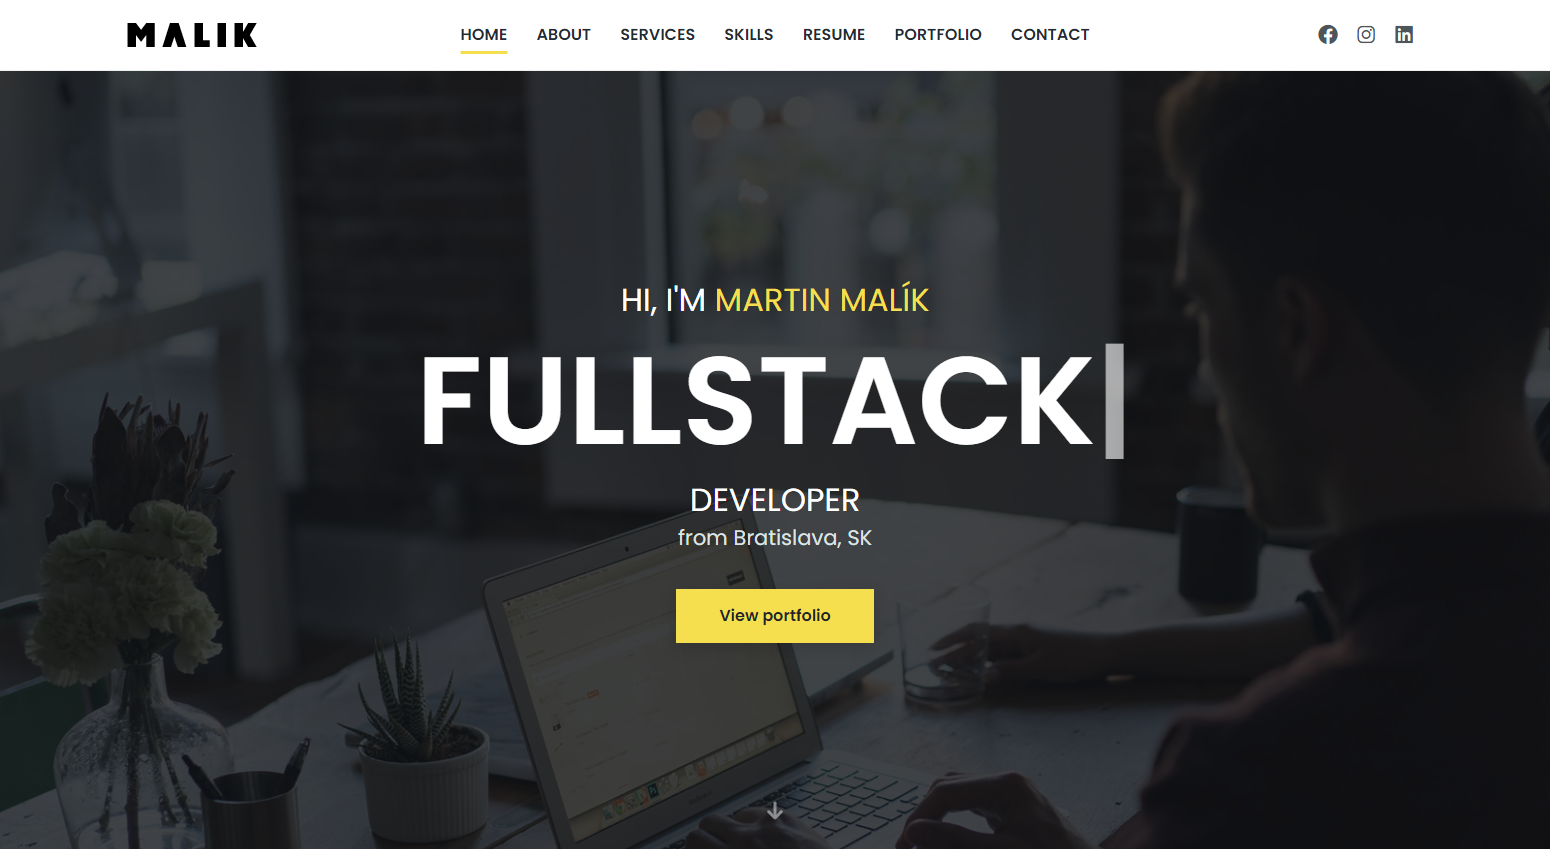 MALIK
HOME ABOUT SERVICES SKILLS RESUME PORTFOLIO CONTACT
HI, I'M MARTIN MALÍK
FULLSTACK
DEVELOPER
from Bratislava, SK
View portfolio